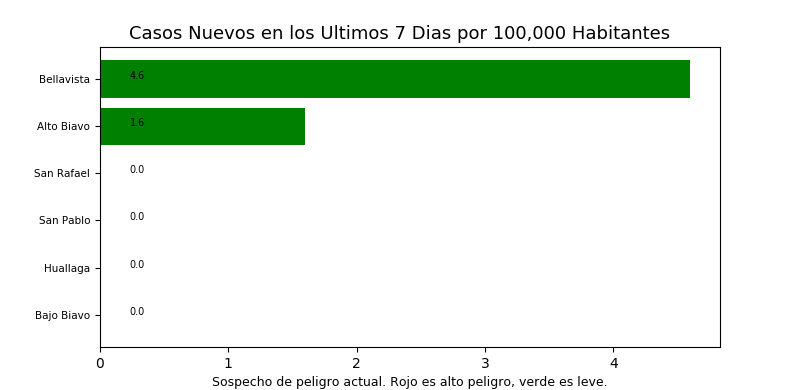 Casos Nuevos en los Ultimos 7 Dias por 100,000 Habitantes
Bellavista 4.6
Alto Biavo 1.6
San Rafael 0.0
San Pablo 0.0
Huallaga 0.0
Bajo Biavo 0.0
0 1 2 3 4
Sospecho de peligro actual. Rojo es alto peligro, verde es leve.